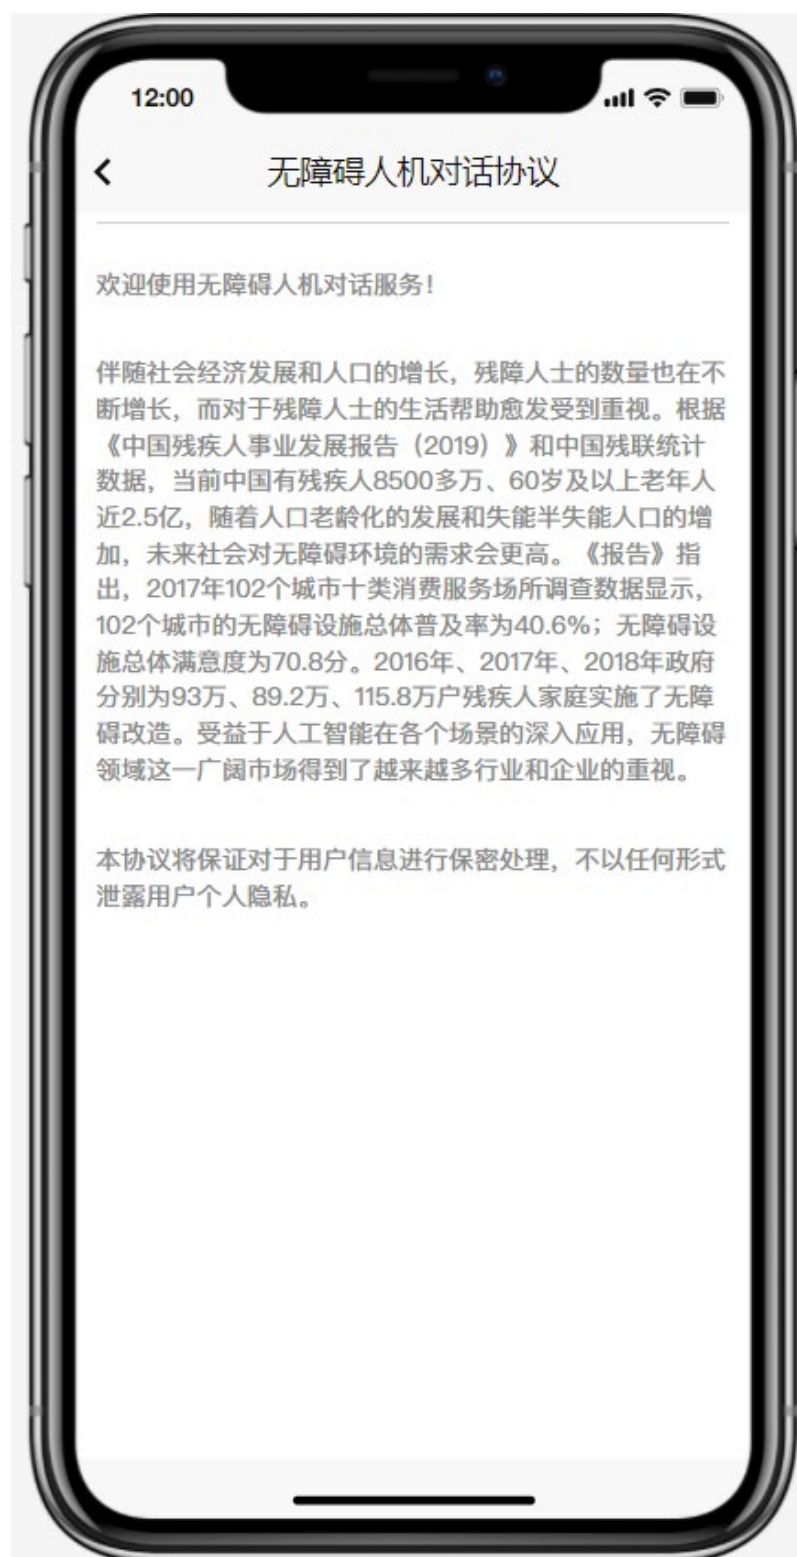 12:00
无障碍人机对话协议
欢迎使用无障碍人机对话服务！
伴随社会经济发展和人口的增长，残障人士的数量也在不
断增长，而对于残障人士的生活帮助愈发受到重视。根据
《中国残疾人事业发展报告（2019）》和中国残联统计
数据，当前中国有残疾人8500多万、60岁及以上老年人
近2.5亿，随着人口老龄化的发展和失能半失能人口的增
加，未来社会对无障碍环境的需求会更高。《报告》指
出，2017年102个城市十类消费服务场所调查数据显示，
102个城市的无障碍设施总体普及率为40.6%；无障碍设
施总体满意度为70.8分。2016年、2017年、2018年政府
分别为93万、89.2万、115.8万户残疾人家庭实施了无障
碍改造。受益于人工智能在各个场景的深入应用，无障碍
领域这一广阔市场得到了越来越多行业和企业的重视。
本协议将保证对于用户信息进行保密处理，不以任何形式
泄露用户个人隐私。